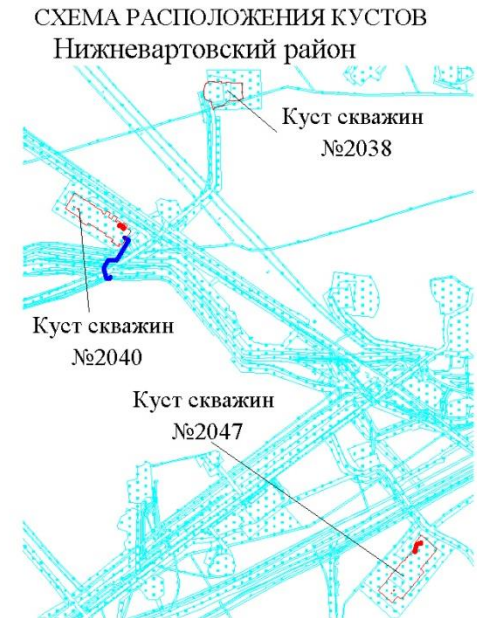 СХЕМА РАСПОЛОЖЕНИЯ КУСТОВ
Нижневартовский район
Куст скважин
№2038
Куст скважин
№2040
Куст скважин
№2047